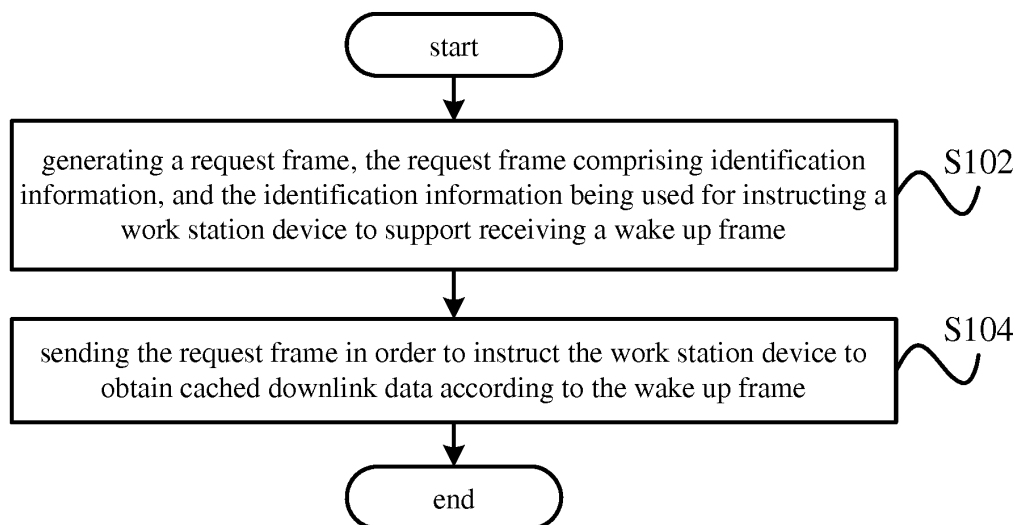 start
generating a request frame, the request frame comprising identification
information, and the identification information being used for instructing a
work station device to support receiving a wake up frame
S102
sending the request frame in order to instruct the work station device to
obtain cached downlink data according to the wake up frame
S104
end